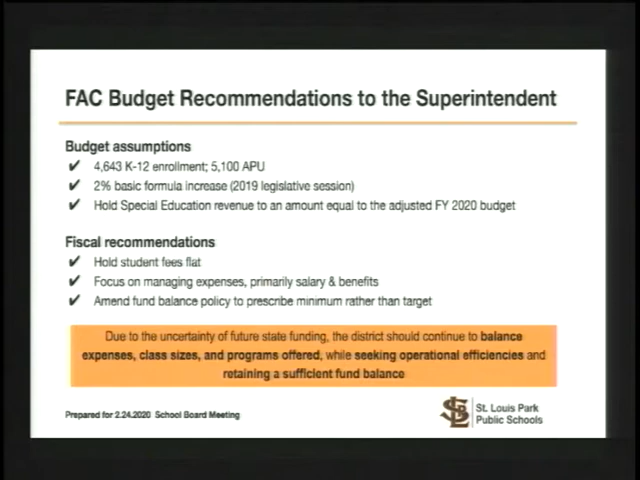 FAC Budget Recommendations to the Superintendent
Budget assumptions
✔ 4,643 K-12 enrollment; 5,100 APU
✔ 2% basic formula increase (2019 legislative session)
✔ Hold Special Education revenue to an amount equal to the adjusted FY 2020 budget
Fiscal recommendations
✔ Hold student fees flat
✔ Focus on managing expenses, primarily salary & benefits
✔ Amend fund balance policy to prescribe minimum rather than target
Due to the uncertainty of future state funding, the district should continue to balance
expenses, class sizes, and programs offered, while seeking operational efficiencies and
retaining a sufficient fund balance
Prepared for 2.24.2020 School Board Meeting
SL St. Louis Park
Public Schools